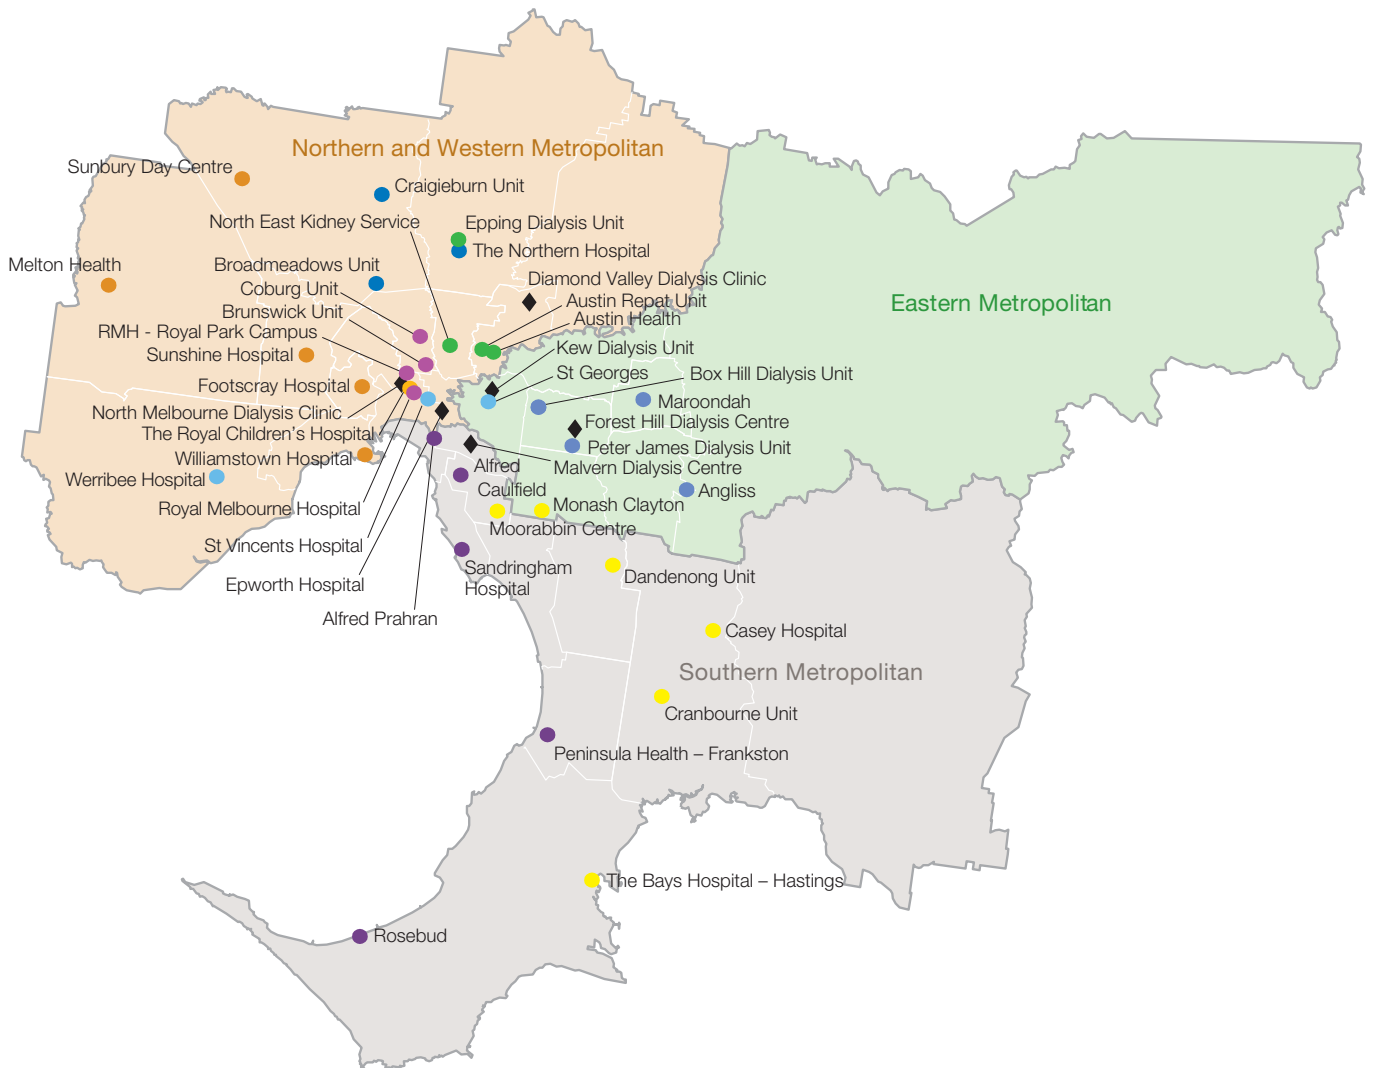 Northern and Western Metropolitan
Sunbury Day Centre
Craigieburn Unit
North East Kidney Service
Epping Dialysis Unit
The Northern Hospital
Melton Health
Broadmeadows Unit
Diamond Valley Dialysis Clinic
Coburg Unit
Austin Repat Unit
Eastern Metropolitan
Brunswick Unit
Austin Health
RMH - Royal Park Campus
Kew Dialysis Unit
Sunshine Hospital
St Georges
Box Hill Dialysis Unit
Footscray Hospital
Maroondah
North Melbourne Dialysis Clinic
Forest Hill Dialysis Centre
The Royal Children's Hospital
Peter James Dialysis Unit
Williamstown Hospital
Alfred
Caulfield
Malvern Dialysis Centre
Werribee Hospital
Angliss
Royal Melbourne Hospital
Monash Clayton
Moorabbin Centre
St Vincents Hospital
Sandringham
Hospital
Epworth Hospital
Dandenong Unit
Alfred Prahran
Casey Hospital
Southern Metropolitan
Cranbourne Unit
Peninsula Health – Frankston
The Bays Hospital – Hastings
Rosebud